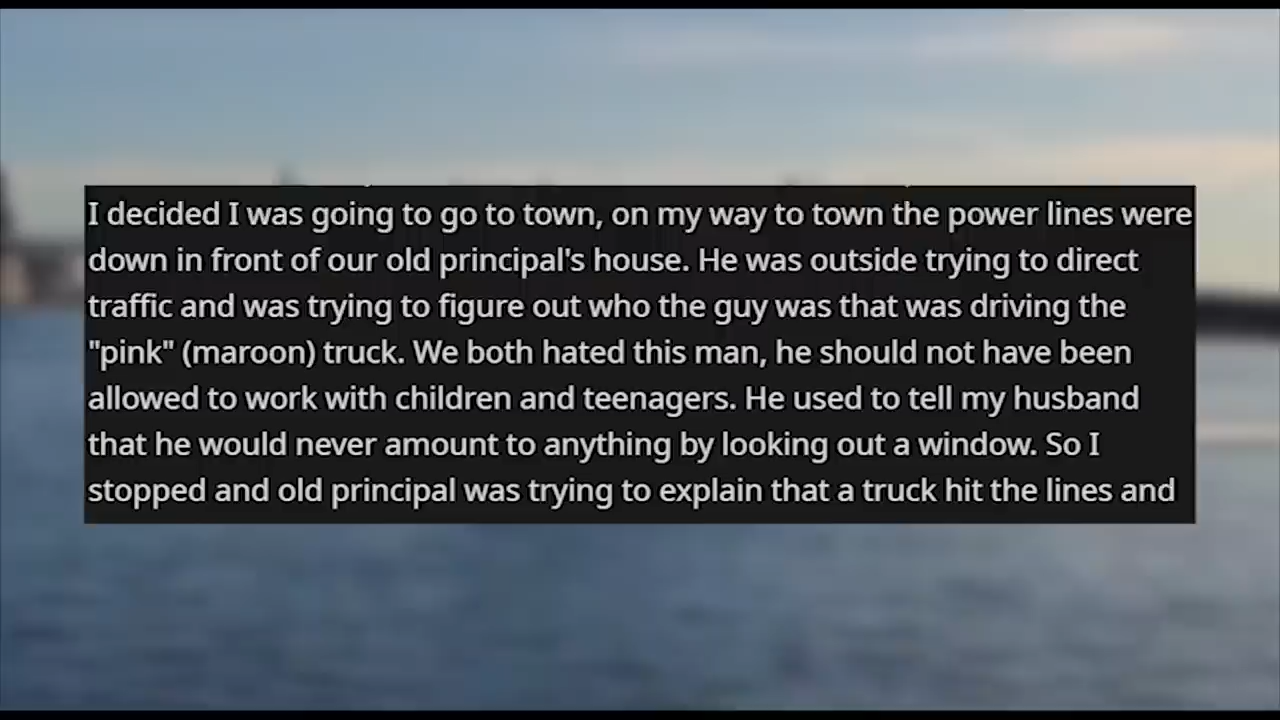 I decided I was going to go to town, on my way to town the power lines were
down in front of our old principal's house. He was outside trying to direct
traffic and was trying to figure out who the guy was that was driving the
"pink" (maroon) truck. We both hated this man, he should not have been
allowed to work with children and teenagers. He used to tell my husband
that he would never amount to anything by looking out a window. So I
stopped and old principal was trying to explain that a truck hit the lines and